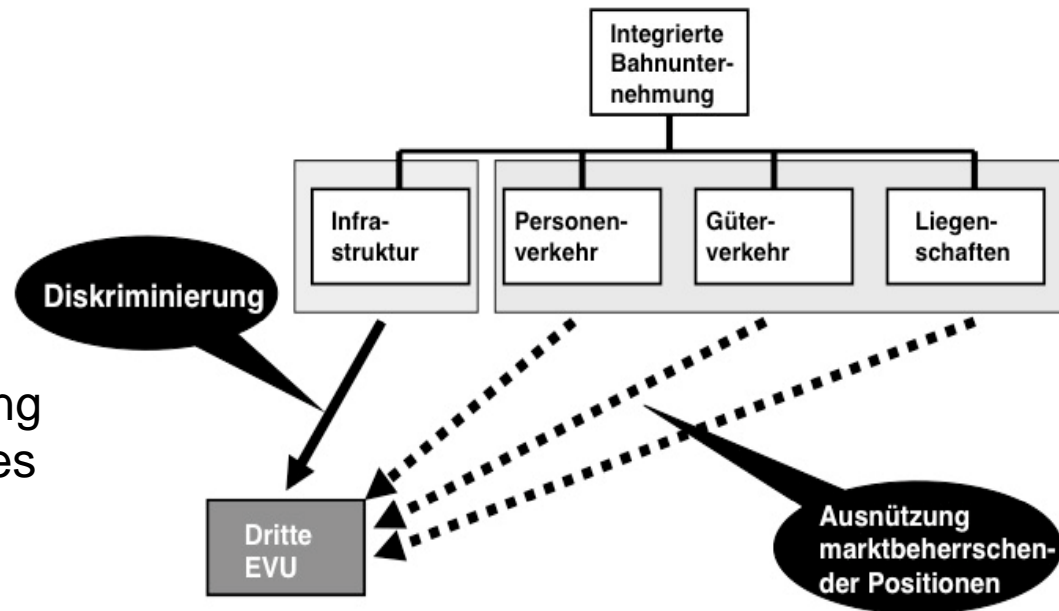 Integrierte
Bahnunter-
nehmung
Infra-
struktur
Personen-
verkehr
Güter-
verkehr
Liegen-
schaften
Diskriminierung
ng
es
Dritte
EVU
Ausnützung
marktbeherrschen-
der Positionen